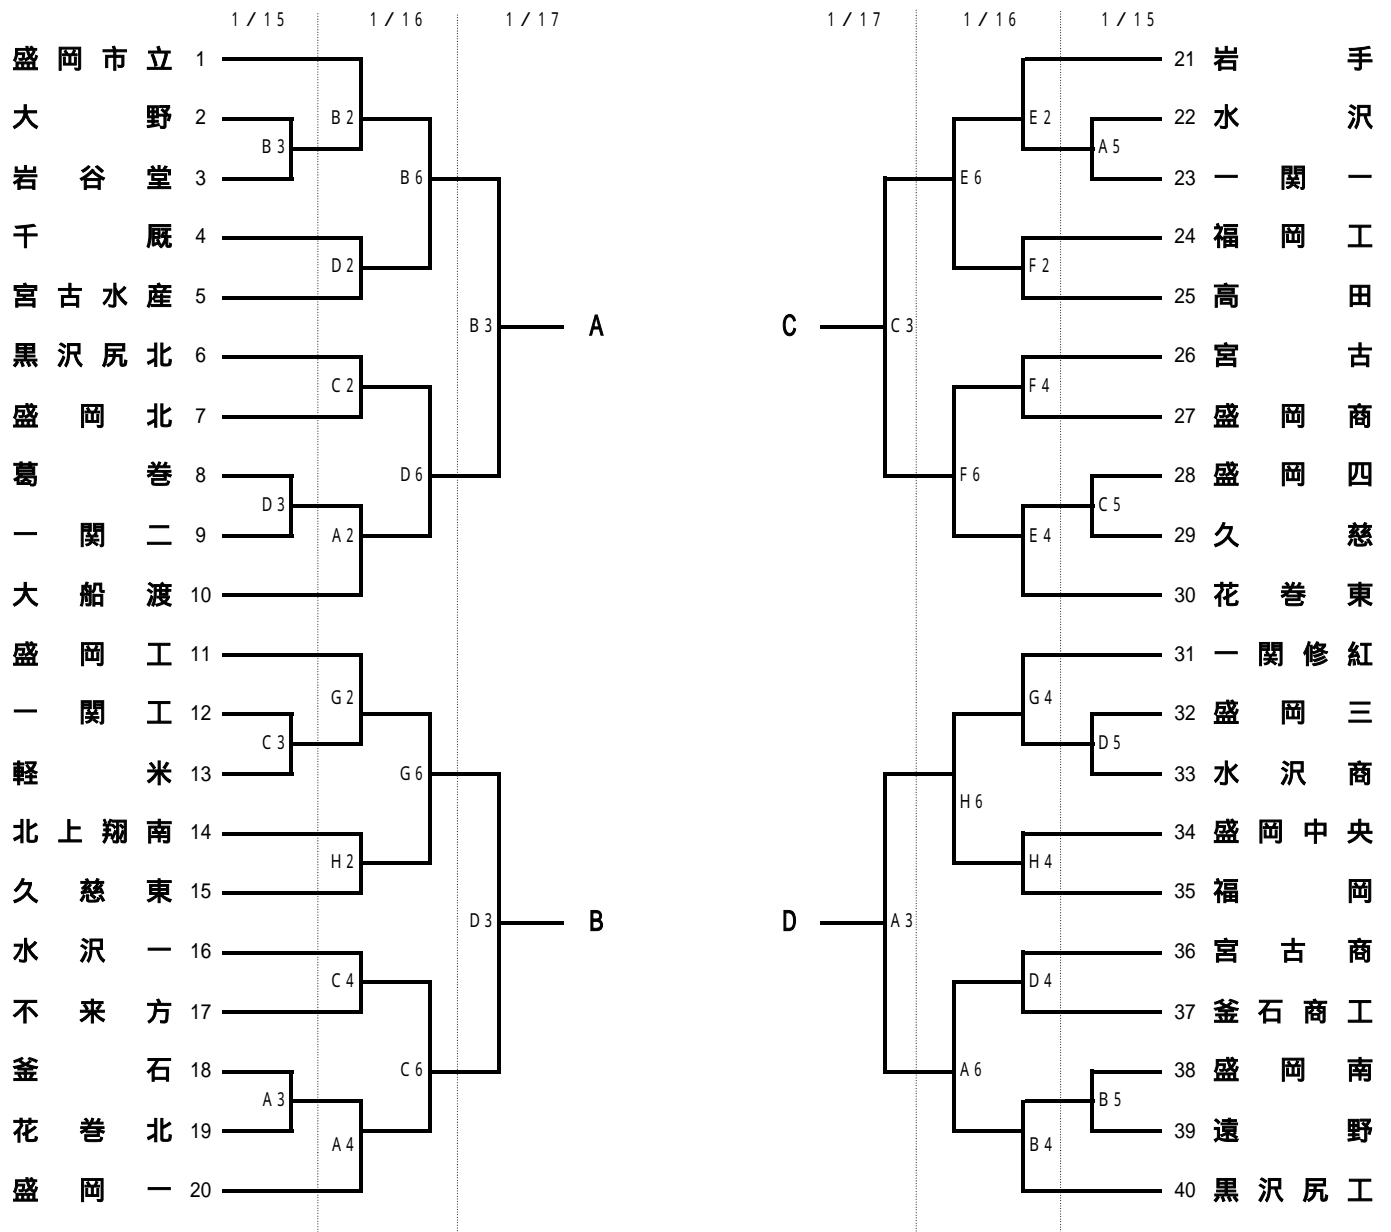 1/15 1/16 1/17 1/17 1/16 1/15
盛岡市立 1 21 岩手
大野 2 B2 E2 22 水沢
B3 A5
岩谷堂 3 B6 E6 23 一関一
千厩 4 24 福岡工
D2 F2
宮古水産 5 25 高田
B3 A C C3
黒沢尻北 6 26 宮古
C2 F4
盛岡北 7 27 盛岡商
葛巻 8 D6 F6 28 盛岡四
D3 C5
一関二 9 A2 E4 29 久慈
大船渡 10 30 花巻東
盛岡工 11 31 一関修紅
G2 G4
一関工 12 32 盛岡三
C3 D5
軽米 13 G6 33 水沢商
H6
北上翔南 14 34 盛岡中央
H2 H4
久慈東 15 35 福岡
D3 B D A3
水沢一 16 36 宮古商
C4 D4
不来方 17 37 釜石商工
釜石 18 C6 A6 38 盛岡南
A3 B5
花巻北 19 39 遠野
A4 B4
盛岡一 20 40 黒沢尻工